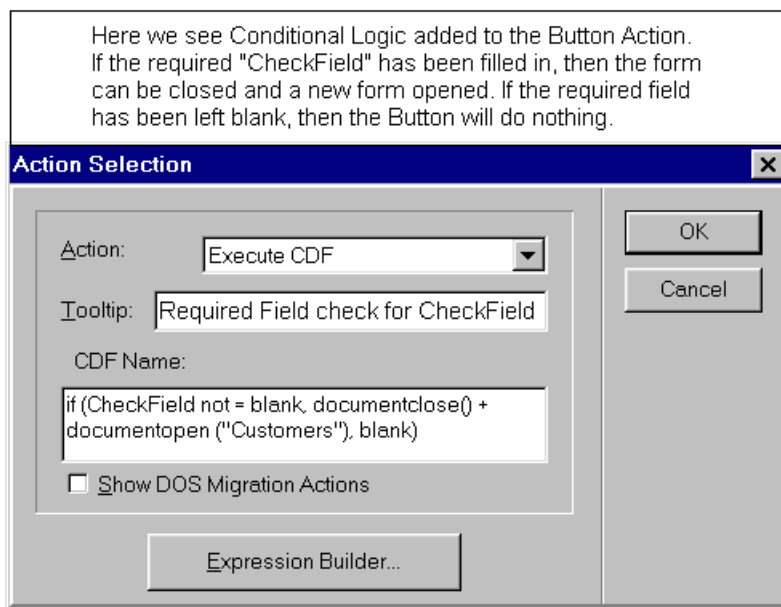 Here we see Conditional Logic added to the Button Action.
If the required "CheckField" has been filled in, then the form
can be closed and a new form opened. If the required field
has been left blank, then the Button will do nothing.
Action Selection
Action:
Execute CDF
Tooltip:
Required Field check for CheckField
CDF Name:
if (CheckField not = blank, documentclose() +
documentopen ("Customers"), blank)
Show DOS Migration Actions
Expression Builder...
OK
Cancel